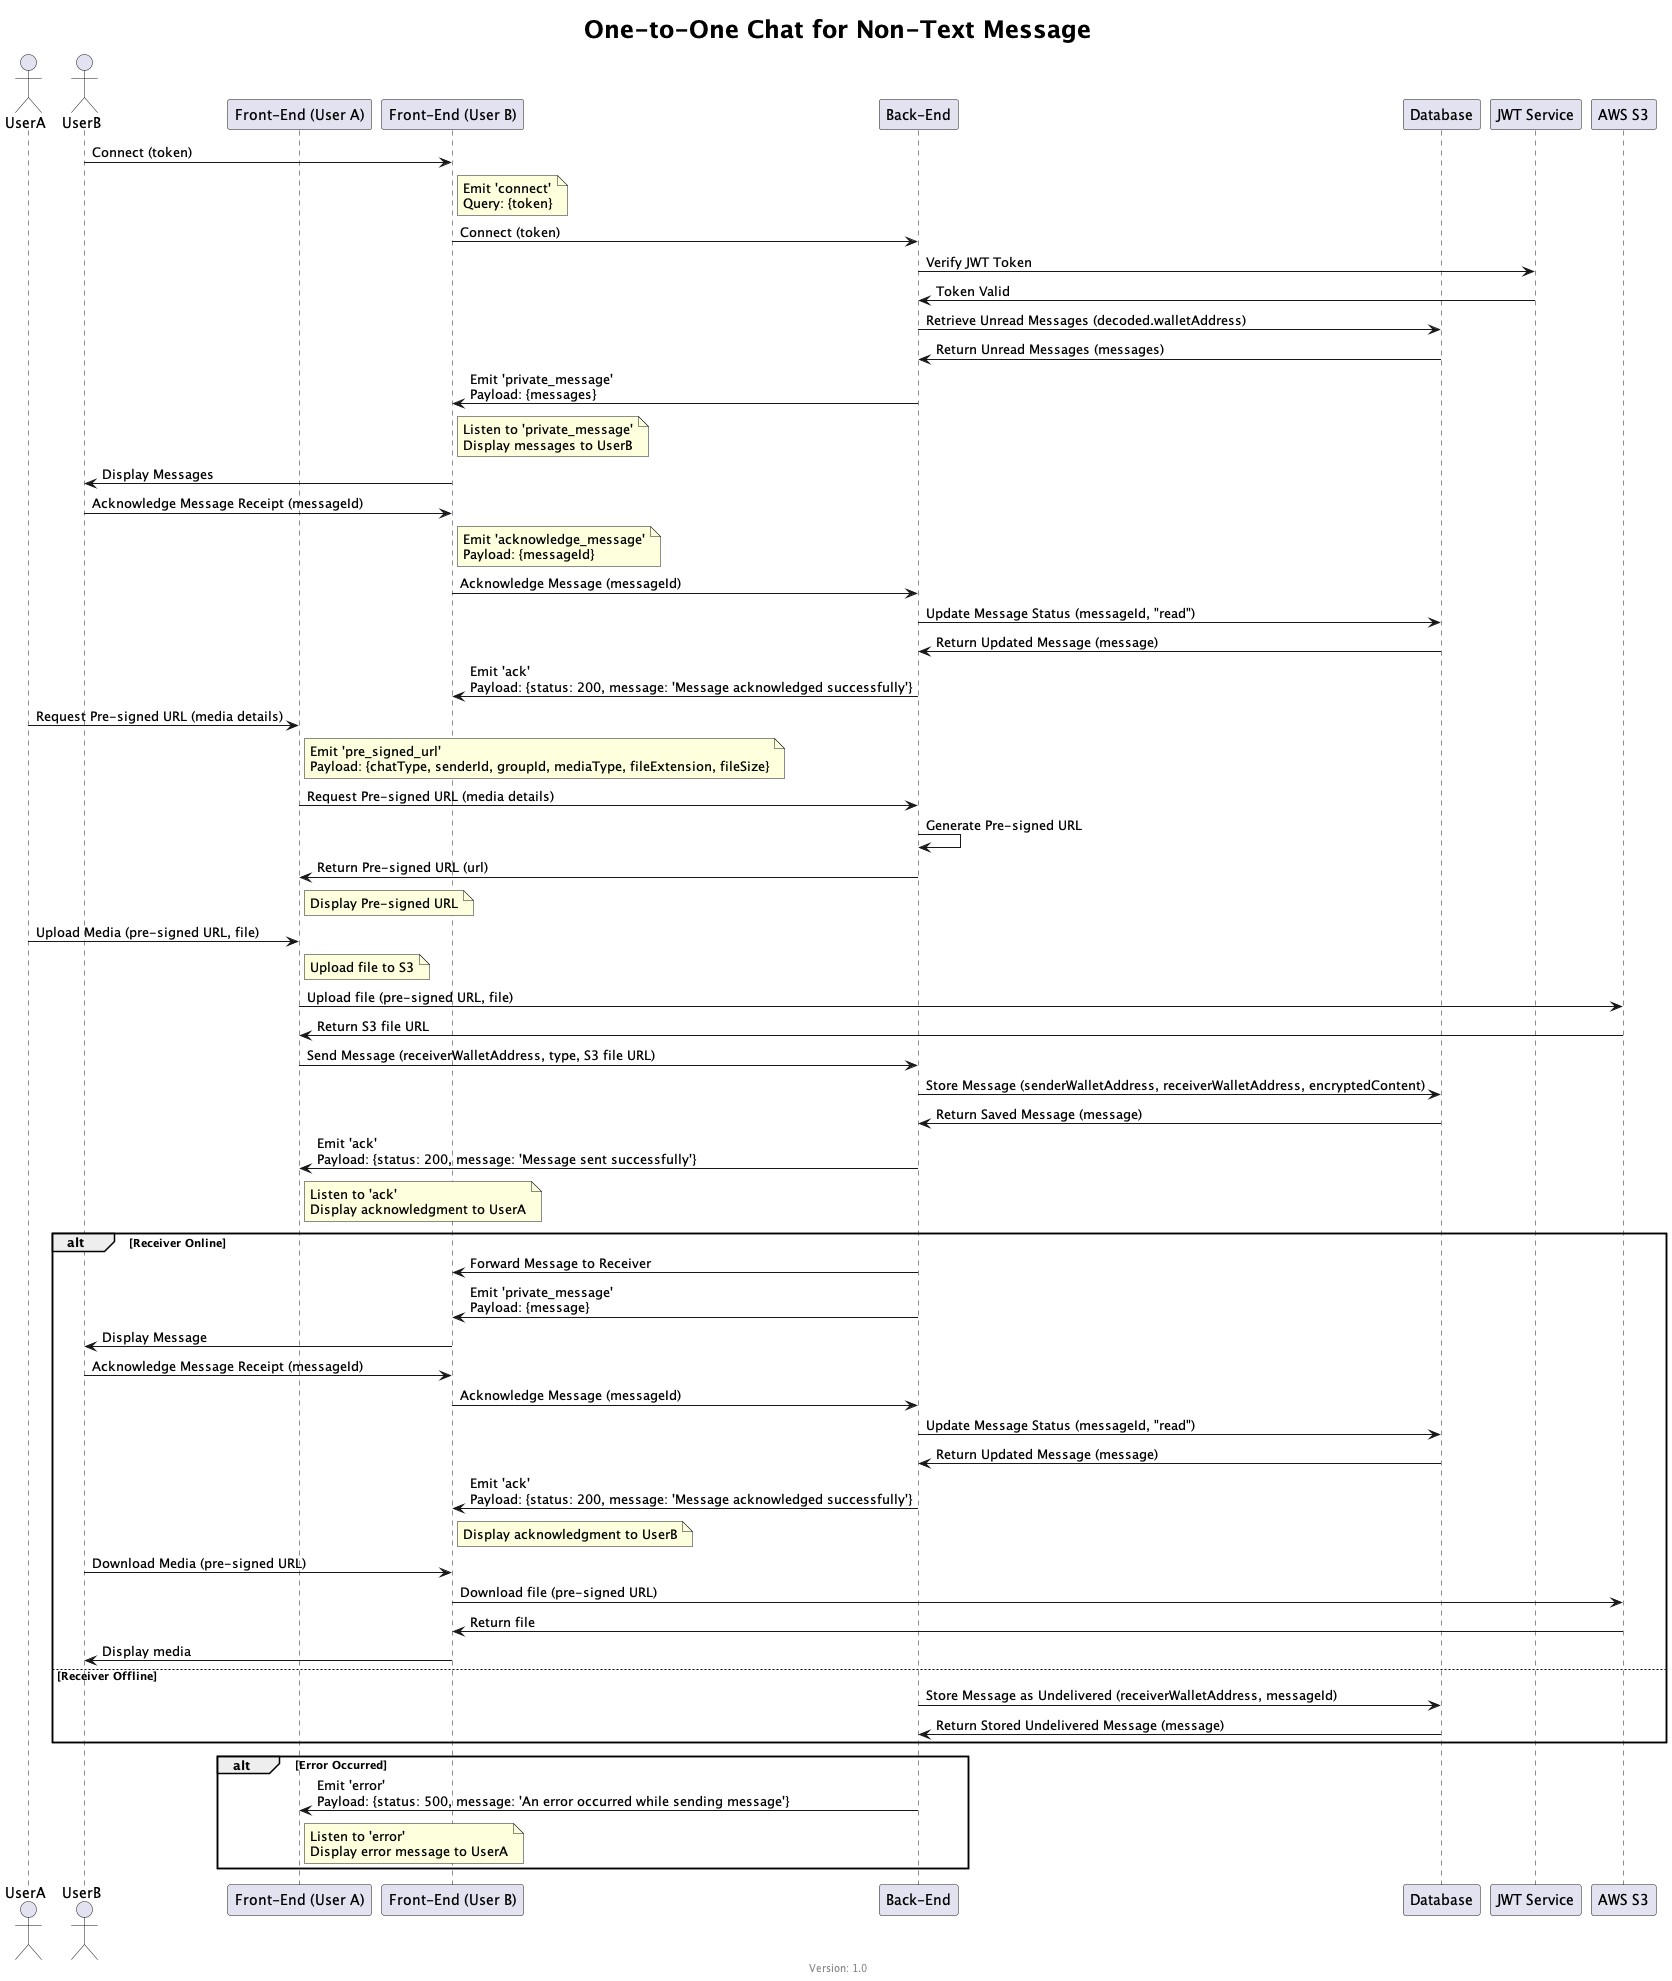 One-to-One Chat for Non-Text Message
UserA
UserB
Front-End (User A)
Front-End (User B)
Back-End
Database
JWT Service
AWS S3
Connect (token)
Emit 'connect'
Query: {token}
Connect (token)
Verify JWT Token
Token Valid
Retrieve Unread Messages (decoded.walletAddress)
Return Unread Messages (messages)
Emit 'private_message'
Payload: {messages}
Listen to 'private_message'
Display messages to UserB
Display Messages
Acknowledge Message Receipt (messageId)
Emit 'acknowledge_message'
Payload: {messageId}
Acknowledge Message (messageId)
Update Message Status (messageId, "read")
Return Updated Message (message)
Emit 'ack'
Payload: {status: 200, message: 'Message acknowledged successfully'}
Request Pre-signed URL (media details)
Emit 'pre_signed_url'
Payload: {chatType, senderId, groupId, mediaType, fileExtension, fileSize}
Request Pre-signed URL (media details)
Generate Pre-signed URL
Return Pre-signed URL (url)
Display Pre-signed URL
Upload Media (pre-signed URL, file)
Upload file to S3
Upload file (pre-signed URL, file)
Return S3 file URL
Send Message (receiverWalletAddress, type, S3 file URL)
Store Message (senderWalletAddress, receiverWalletAddress, encryptedContent)
Return Saved Message (message)
Emit 'ack'
Payload: {status: 200, message: 'Message sent successfully'}
Listen to 'ack'
Display acknowledgment to UserA
alt [Receiver Online]
Forward Message to Receiver
Emit 'private_message'
Payload: {message}
Display Message
Acknowledge Message Receipt (messageId)
Acknowledge Message (messageId)
Update Message Status (messageId, "read")
Return Updated Message (message)
Emit 'ack'
Payload: {status: 200, message: 'Message acknowledged successfully'}
Display acknowledgment to UserB
Download Media (pre-signed URL)
Download file (pre-signed URL)
Return file
Display media
[Receiver Offline]
Store Message as Undelivered (receiverWalletAddress, messageId)
Return Stored Undelivered Message (message)
alt [Error Occurred]
Emit 'error'
Payload: {status: 500, message: 'An error occurred while sending message'}
Listen to 'error'
Display error message to UserA
UserA
UserB
Front-End (User A)
Front-End (User B)
Back-End
Database
JWT Service
AWS S3
Version: 1.0